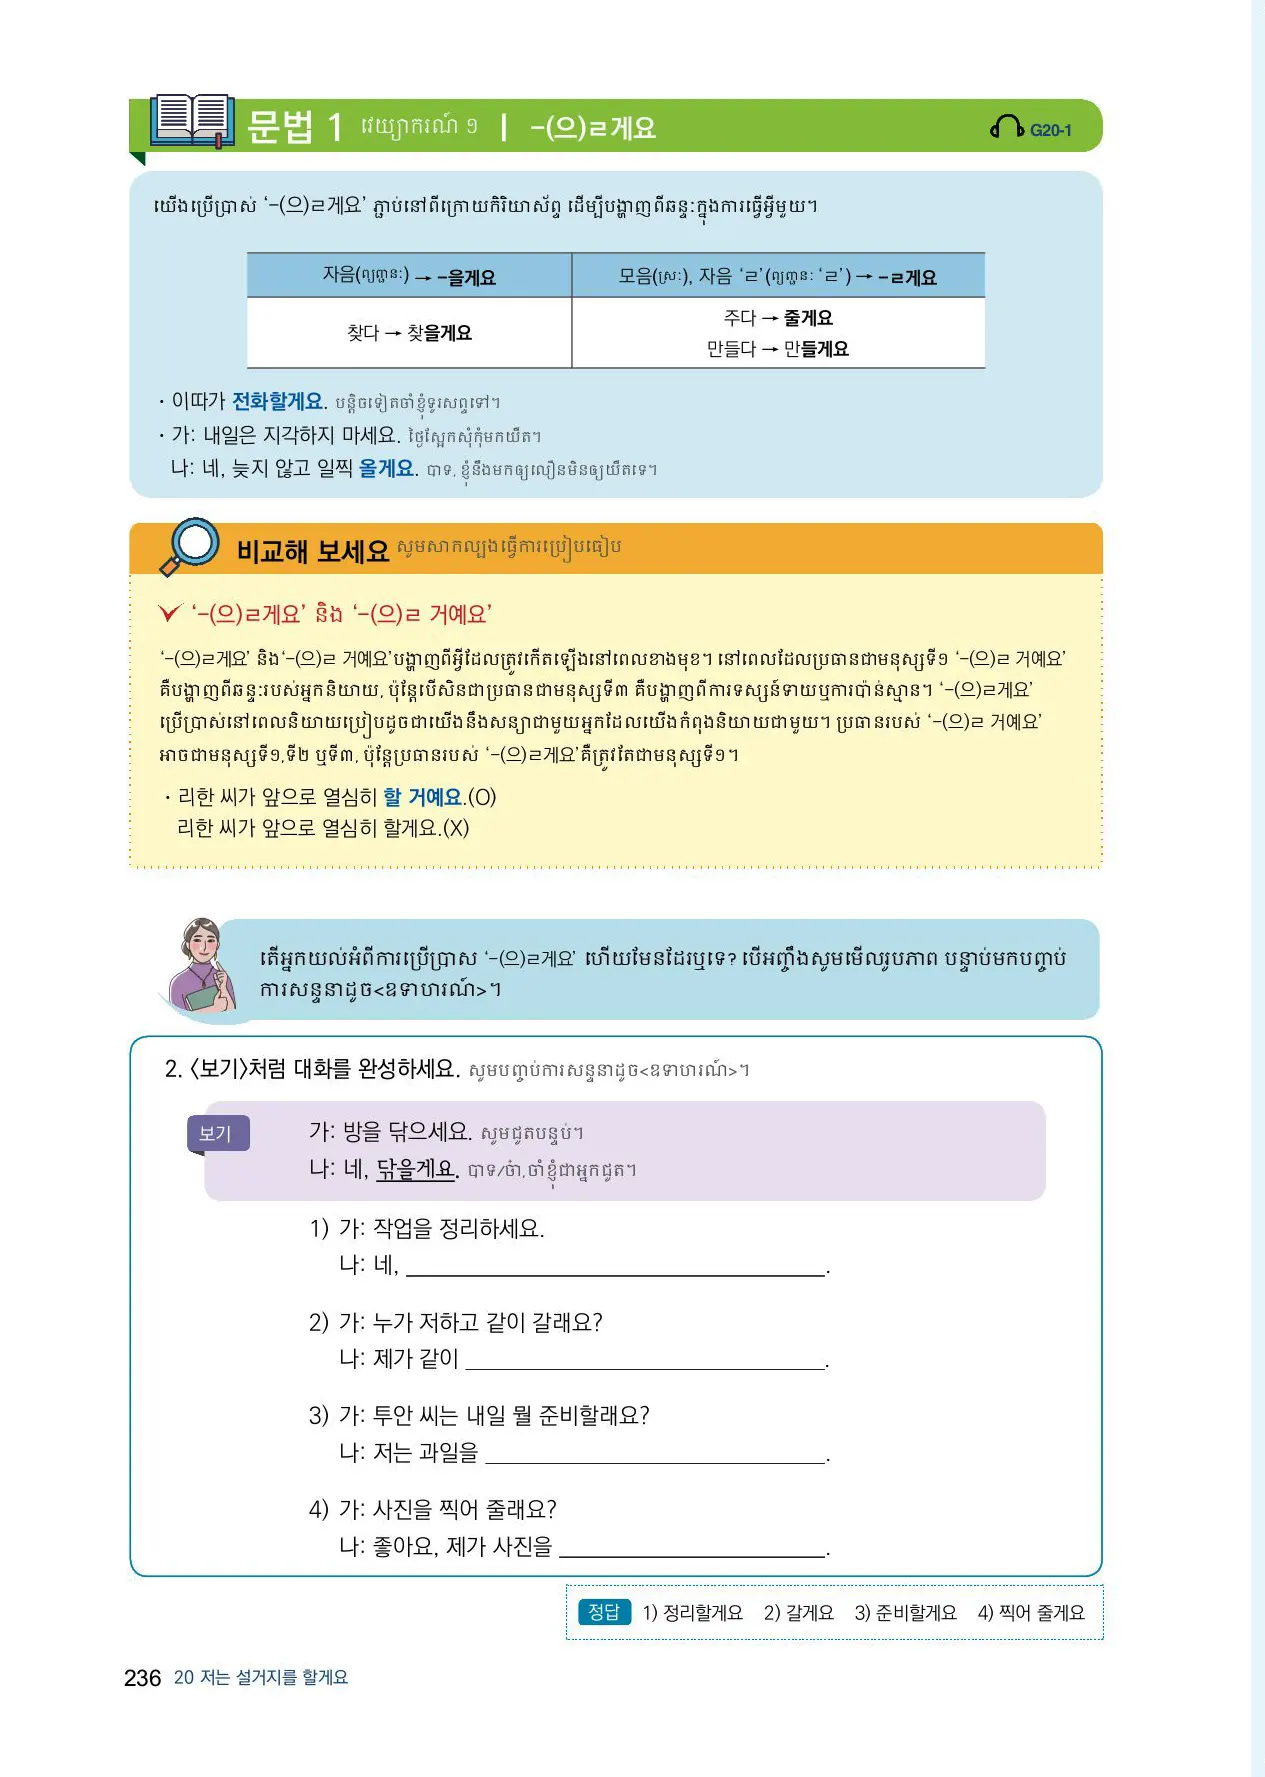 문법 1 វេយ្យាករណ៍ ១ | -(으)ㄹ게요
G20-1
យើងប្រើប្រាស់ ‘-(으)ㄹ게요’ ភ្ជាប់នៅពីក្រោយកិរិយាស័ព្ទ ដើម្បីបង្ហាញពីឆន្ទៈក្នុងការធ្វើអ្វីមួយ។
자음(ព្យញ្ជនៈ) → -을게요
모음(ស្រៈ), 자음 ‘ㄹ’(ព្យញ្ជនៈ ‘ㄹ’) → -ㄹ게요
찾다 → 찾을게요
주다 → 줄게요
만들다 → 만들게요
· 이따가 전화할게요. បន្តិចទៀតចាំខ្ញុំទូរសព្ទទៅ។
· 가: 내일은 지각하지 마세요. ថ្ងៃស្អែកសុំកុំមកយឺត។
나: 네, 늦지 않고 일찍 올게요. បាទ, ខ្ញុំនឹងមកឲ្យលឿនមិនឲ្យយឺតទេ។
비교해 보세요 សូមសាកល្បងធ្វើការប្រៀបធៀប
‘-(으)ㄹ게요’ និង ‘-(으)ㄹ 거예요’
‘-(으)ㄹ게요’ និង‘-(으)ㄹ 거예요’បង្ហាញពីអ្វីដែលត្រូវកើតឡើងនៅពេលខាងមុខ។ នៅពេលដែលប្រធានជាមនុស្សទី១ ‘-(으)ㄹ 거예요’
គឺបង្ហាញពីឆន្ទៈរបស់អ្នកនិយាយ, ប៉ុន្តែបើសិនជាប្រធានជាមនុស្សទី៣ គឺបង្ហាញពីការទស្សន៍ទាយឬការប៉ាន់ស្មាន។ ‘-(으)ㄹ게요’
ប្រើប្រាស់នៅពេលនិយាយប្រៀបដូចជាយើងនឹងសន្យាជាមួយអ្នកដែលយើងកំពុងនិយាយជាមួយ។ ប្រធានរបស់ ‘-(으)ㄹ 거예요’
អាចជាមនុស្សទី១,ទី២ ឬទី៣, ប៉ុន្តែប្រធានរបស់ ‘-(으)ㄹ게요’គឺត្រូវតែជាមនុស្សទី១។
· 리한 씨가 앞으로 열심히 할 거예요.(O)
리한 씨가 앞으로 열심히 할게요.(X)
តើអ្នកយល់អំពីការប្រើប្រាស ‘-(으)ㄹ게요’ ហើយមែនដែរឬទេ? បើអញ្ចឹងសូមមើលរូបភាព បន្ទាប់មកបញ្ចប់
ការសន្ទនាដូច<ឧទាហរណ៍>។
2. 〈보기〉처럼 대화를 완성하세요. សូមបញ្ចប់ការសន្ទនាដូច<ឧទាហរណ៍>។
보기
가: 방을 닦으세요. សូមជូតបន្ទប់។
나: 네, 닦을게요. បាទ/ចា៎,ចាំខ្ញុំជាអ្នកជូត។
1) 가: 작업을 정리하세요.
나: 네, ____________________.
2) 가: 누가 저하고 같이 갈래요?
나: 제가 같이 ____________________.
3) 가: 투안 씨는 내일 뭘 준비할래요?
나: 저는 과일을 ____________________.
4) 가: 사진을 찍어 줄래요?
나: 좋아요, 제가 사진을 ____________________.
정답 1) 정리할게요 2) 갈게요 3) 준비할게요 4) 찍어 줄게요
236 20 저는 설거지를 할게요